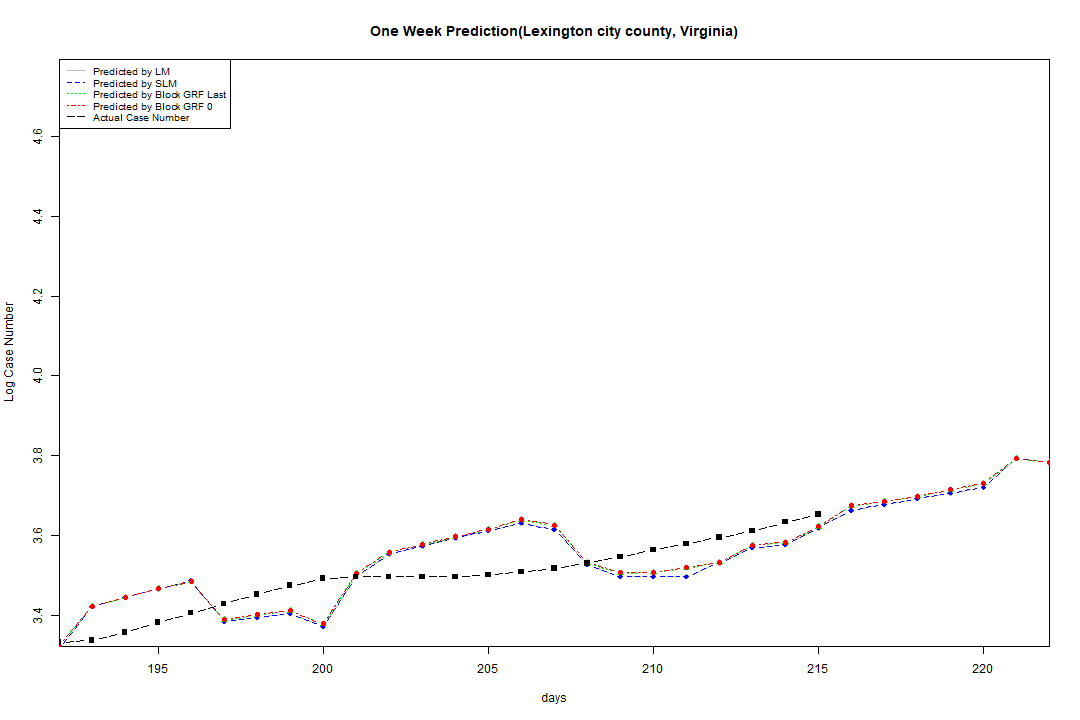 One Week Prediction(Lexington city county, Virginia)
Predicted by LM
Predicted by SLM
Predicted by Block GRF Last
Predicted by Block GRF 0
Actual Case Number
4.6
4.4
4.2
4.0
3.8
3.6
3.4
Log Case Number
195 200 205 210 215 220
days